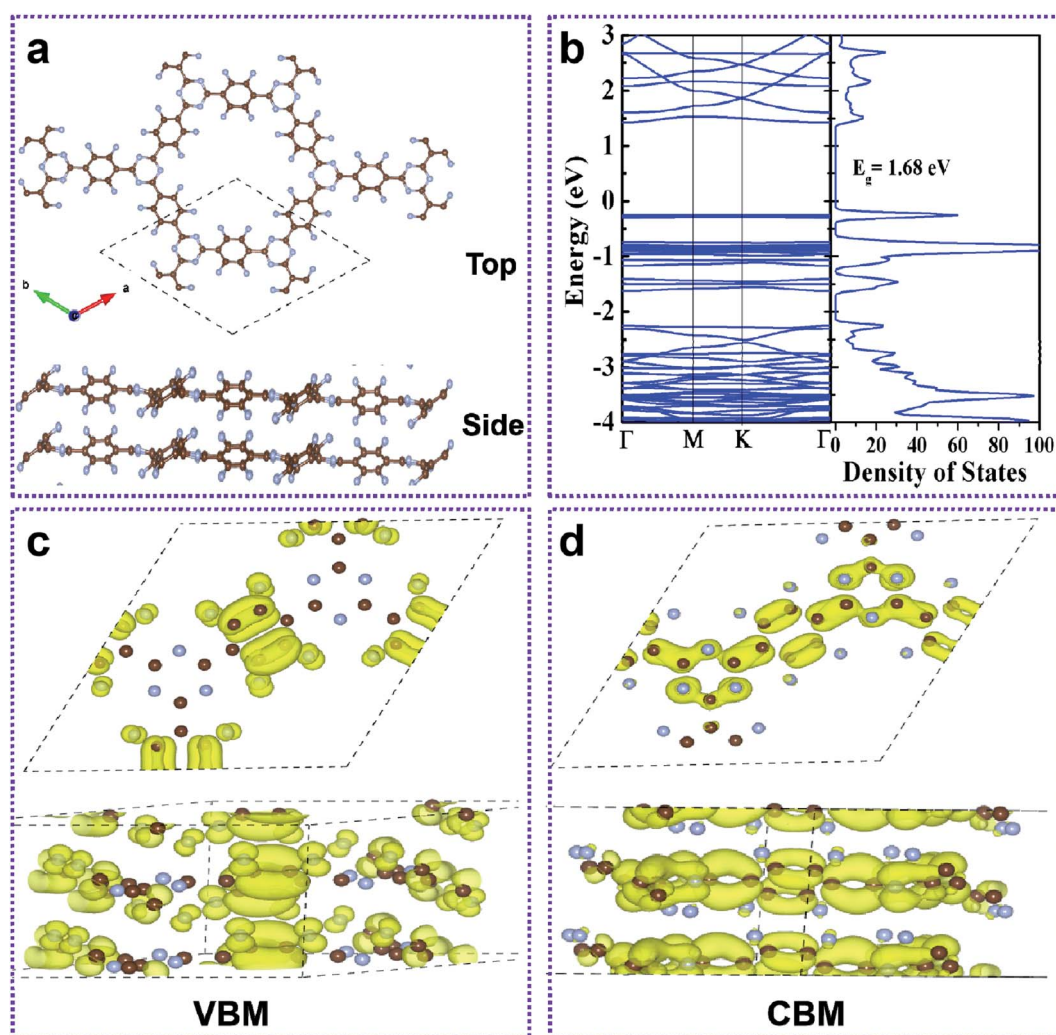 a
b
a
Top
Side
b
3
2
1
0
-1
-2
-3
-4
Energy (eV)
E_g = 1.68 eV
Γ M K Γ 0 20 40 60 80 100
Density of States
c
VBM
d
CBM